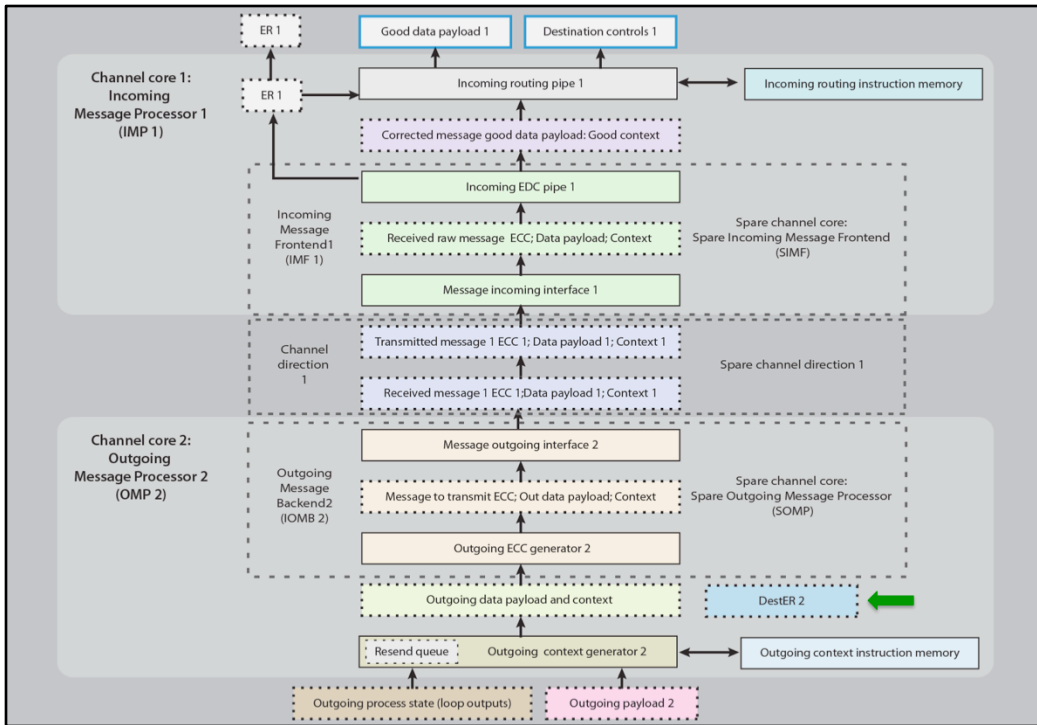 ER 1
Good data payload 1
Destination controls 1
Channel core 1:
Incoming
Message Processor 1
(IMP 1)
ER 1
Incoming routing pipe 1
Incoming routing instruction memory
Corrected message good data payload: Good context
Incoming EDC pipe 1
Incoming
Message
Frontend1
(IMF 1)
Received raw message ECC; Data payload; Context
Spare channel core:
Spare Incoming Message Frontend
(SIMF)
Message incoming interface 1
Channel
direction
1
Transmitted message 1 ECC 1; Data payload 1; Context 1
Spare channel direction 1
Received message 1 ECC 1;Data payload 1; Context 1
Channel core 2:
Outgoing
Message Processor 2
(OMP 2)
Message outgoing interface 2
Outgoing
Message
Backend2
(IOMB 2)
Message to transmit ECC; Out data payload; Context
Spare channel core:
Spare Outgoing Message Processor
(SOMP)
Outgoing ECC generator 2
Outgoing data payload and context
DestER 2
Resend queue
Outgoing context generator 2
Outgoing context instruction memory
Outgoing process state (loop outputs)
Outgoing payload 2